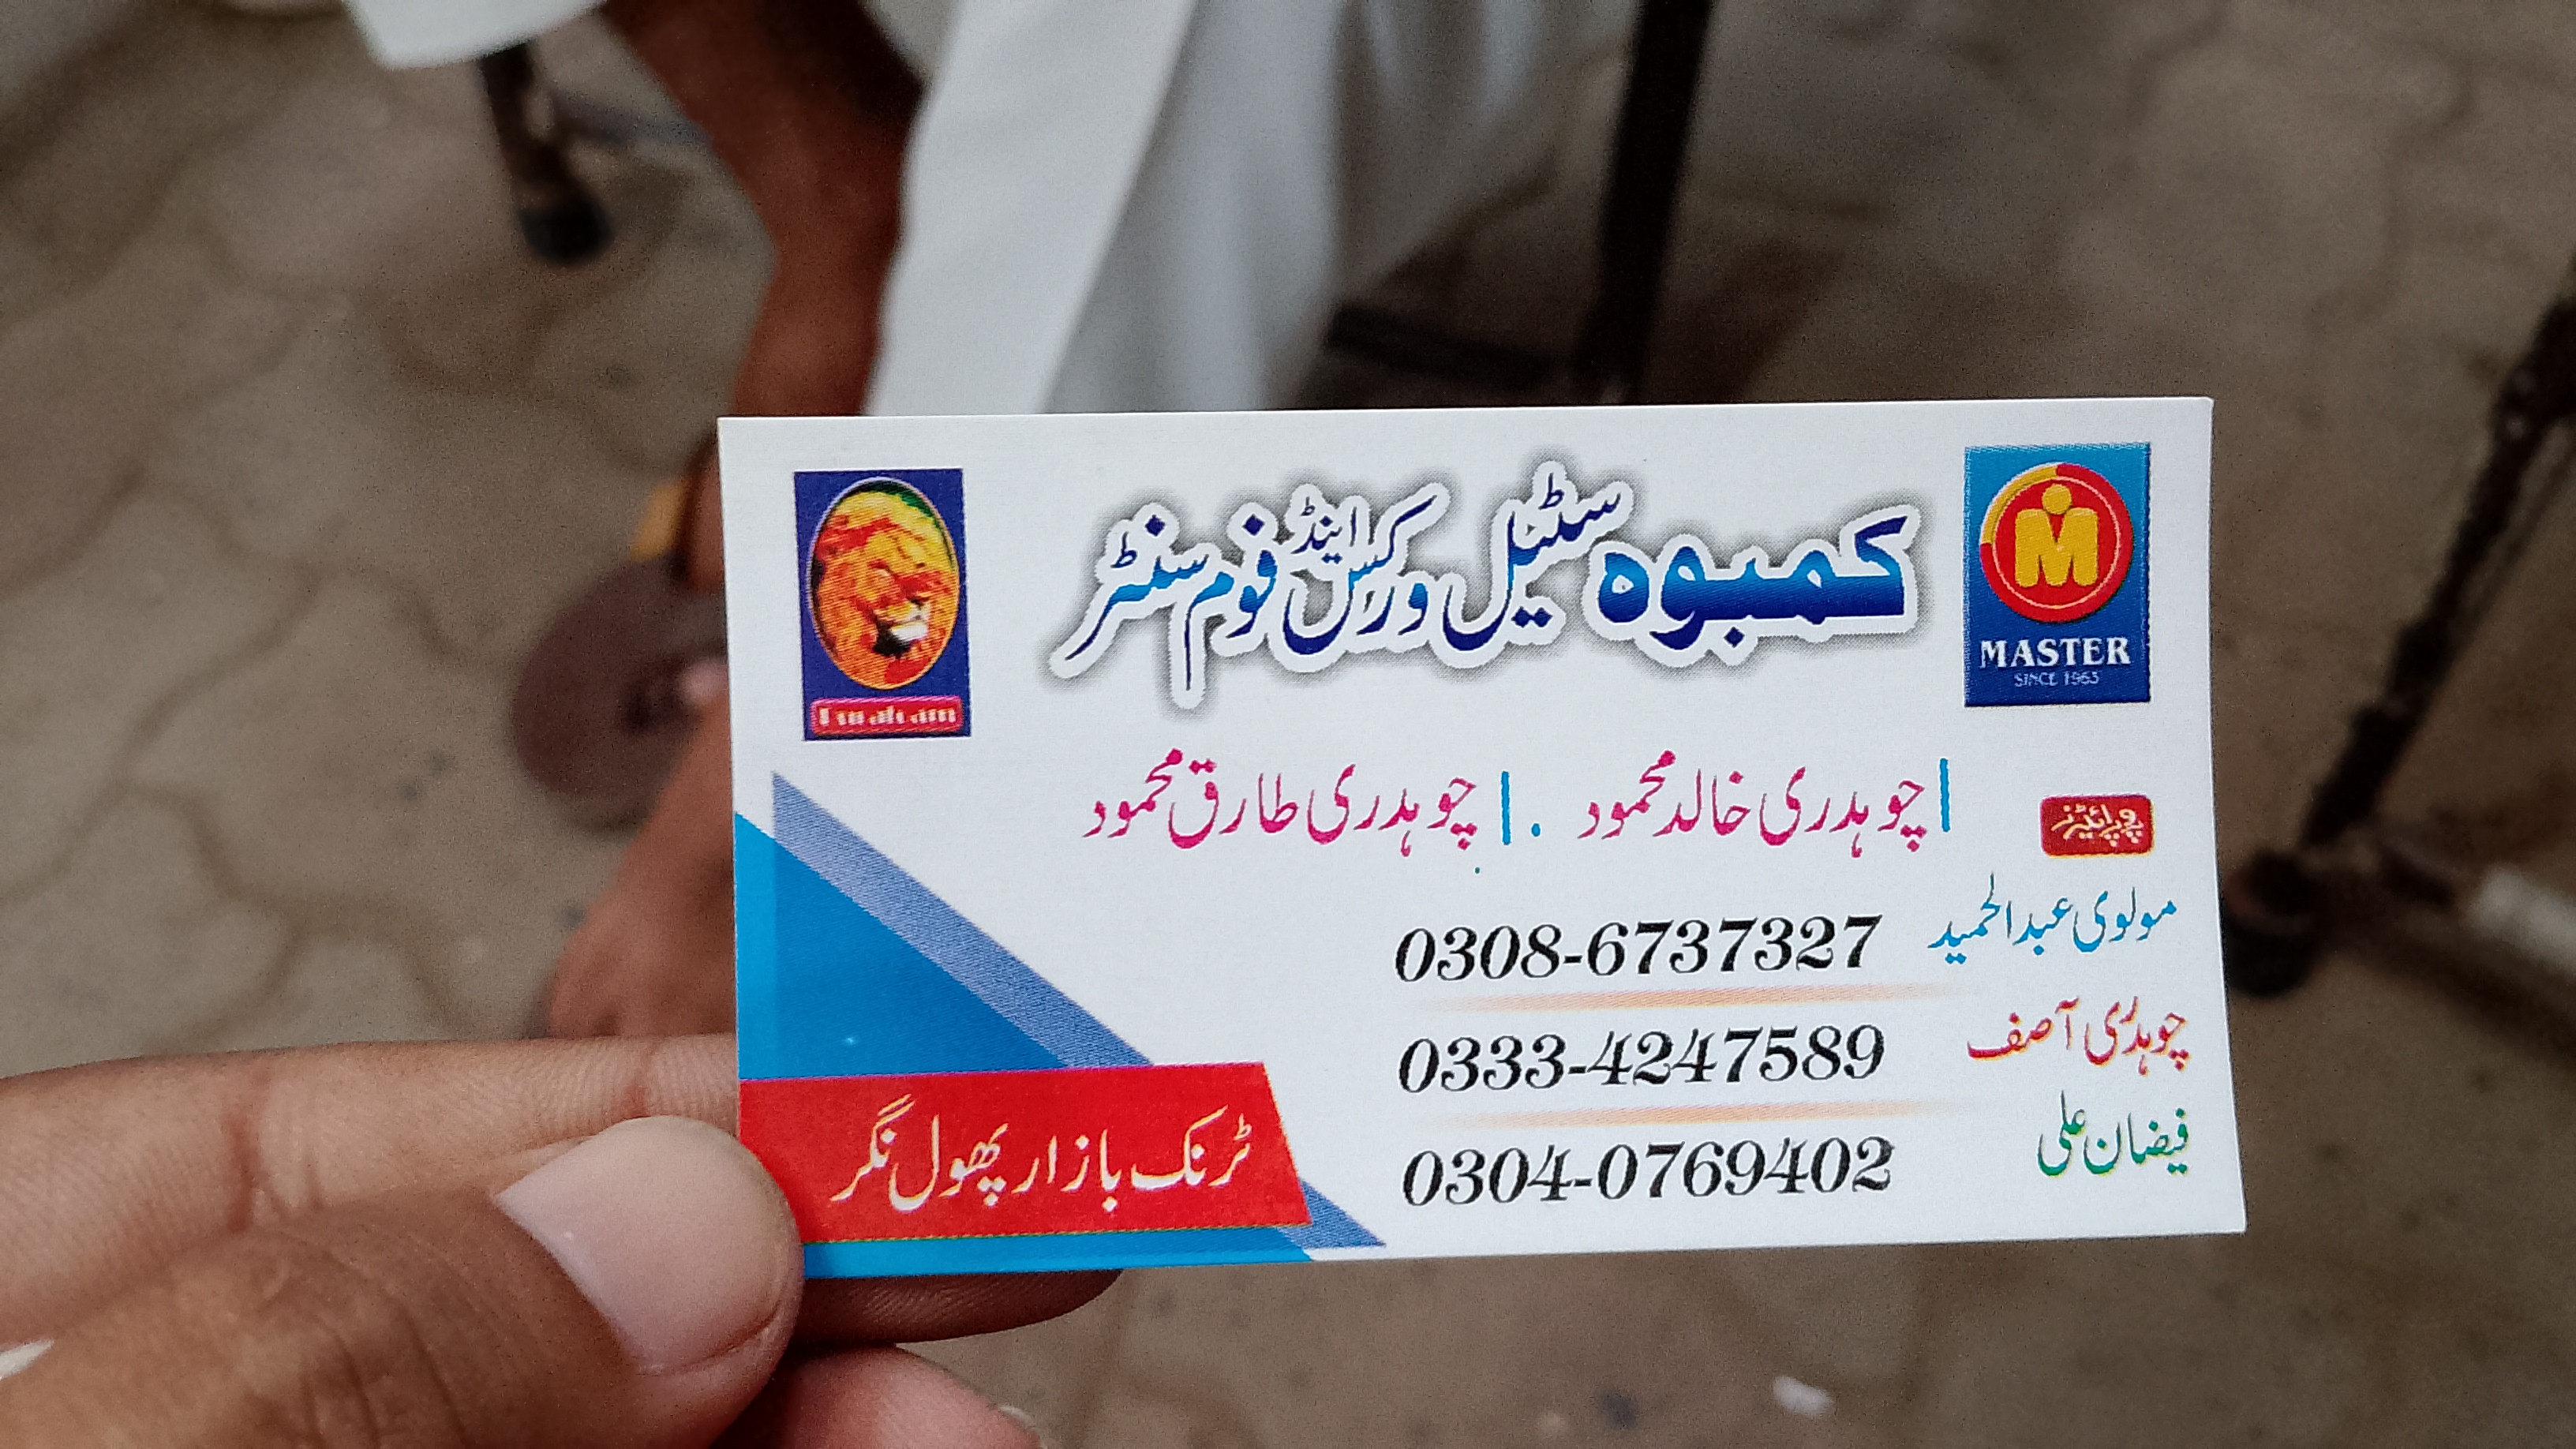 کمبوہ سٹیل ورکس اینڈ فوم سنٹر
MASTER
SINCE 1963
پروپرائیٹرز
چوہدری خالد محمود
چوہدری طارق محمود
مولوی عبدالحمید 0308-6737327
چوہدری آصف 0333-4247589
فیضان علی 0304-0769402
ٹرنک بازار پھول نگر